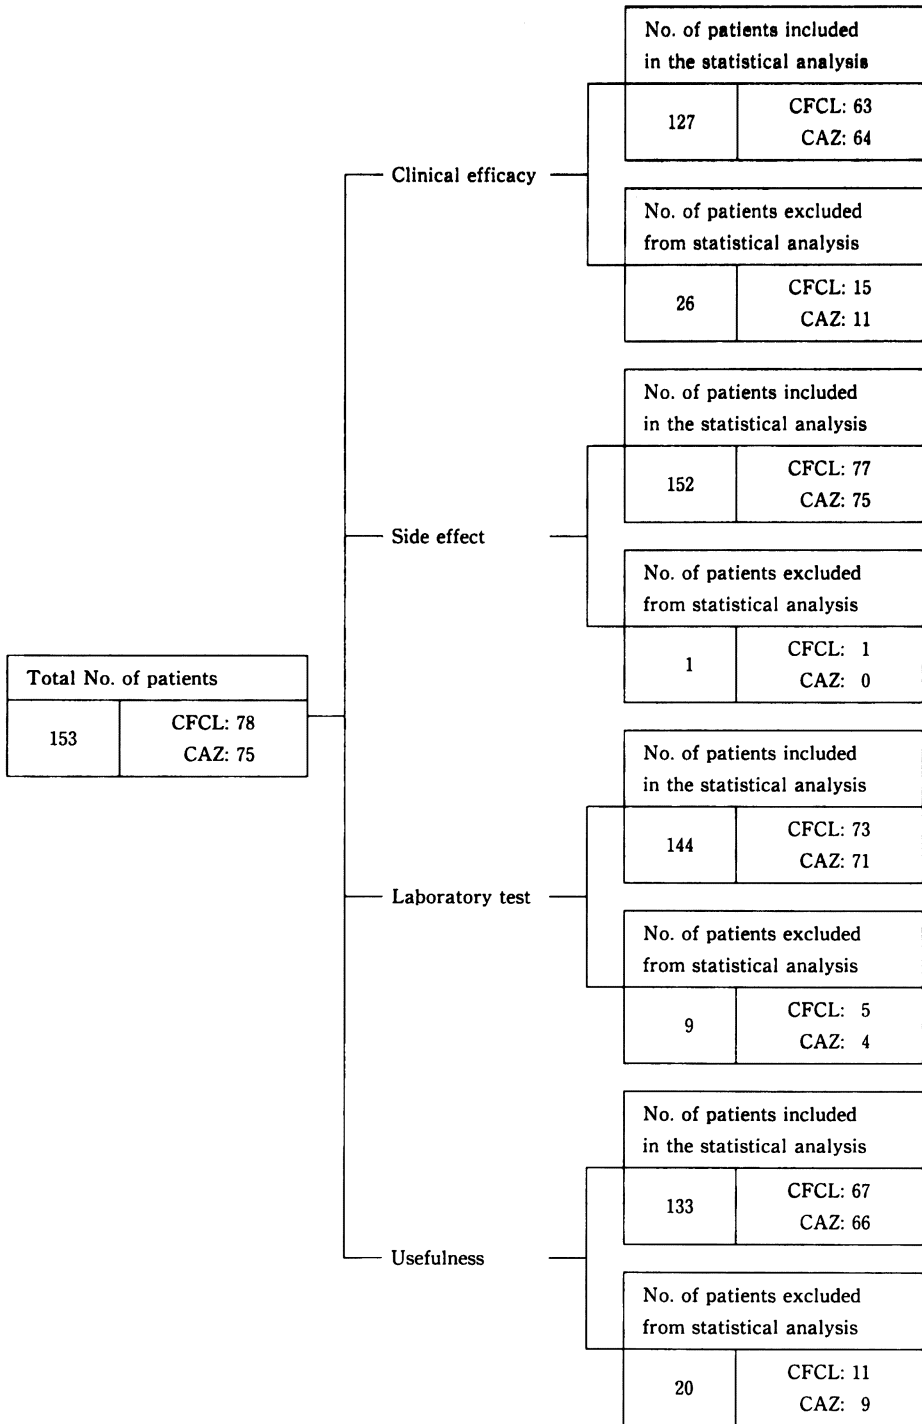 No. of patients included
in the statistical analysis
127
CFCL: 63
CAZ: 64
Clinical efficacy
No. of patients excluded
from statistical analysis
26
CFCL: 15
CAZ: 11
No. of patients included
in the statistical analysis
152
CFCL: 77
CAZ: 75
Side effect
No. of patients excluded
from statistical analysis
1
CFCL: 1
CAZ: 0
Total No. of patients
153
CFCL: 78
CAZ: 75
No. of patients included
in the statistical analysis
144
CFCL: 73
CAZ: 71
Laboratory test
No. of patients excluded
from statistical analysis
9
CFCL: 5
CAZ: 4
No. of patients included
in the statistical analysis
133
CFCL: 67
CAZ: 66
Usefulness
No. of patients excluded
from statistical analysis
20
CFCL: 11
CAZ: 9